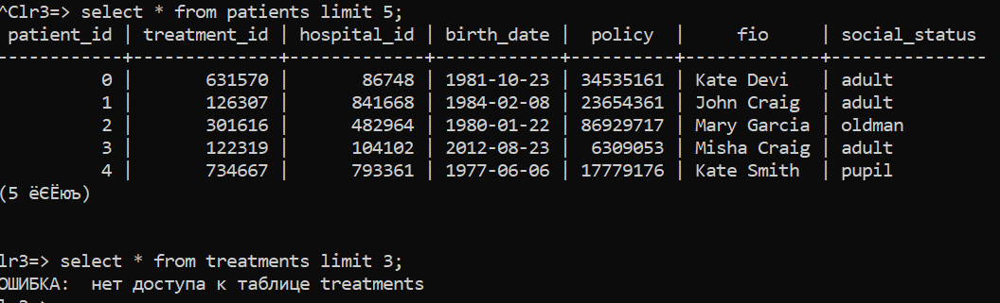 ^Clr3=> select * from patients limit 5;
patient_id | treatment_id | hospital_id | birth_date | policy | fio | social_status
------------+--------------+-------------+------------+----------+-------------+---------------
0 | 631570 | 86748 | 1981-10-23 | 34535161 | Kate Devi | adult
1 | 126307 | 841668 | 1984-02-08 | 23654361 | John Craig | adult
2 | 301616 | 482964 | 1980-01-22 | 86929717 | Mary Garcia | oldman
3 | 122319 | 104102 | 2012-08-23 | 6309053 | Misha Craig | adult
4 | 734667 | 793361 | 1977-06-06 | 17779176 | Kate Smith | pupil
(5 ёЄЁюъ)
lr3=> select * from treatments limit 3;
ОШИБКА: нет доступа к таблице treatments